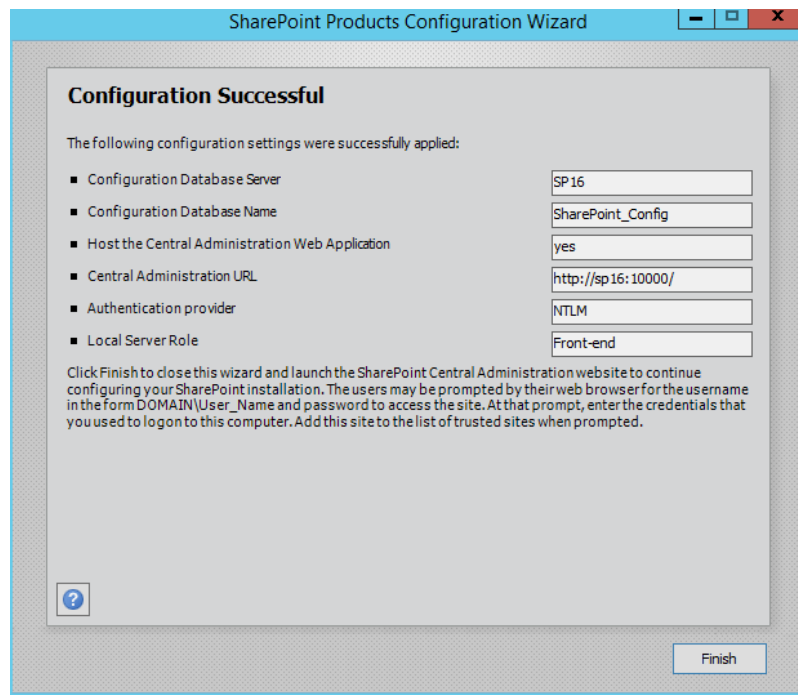 SharePoint Products Configuration Wizard
Configuration Successful
The following configuration settings were successfully applied:
Configuration Database Server
SP16
Configuration Database Name
SharePoint_Config
Host the Central Administration Web Application
yes
Central Administration URL
http://sp16:10000/
Authentication provider
NTLM
Local Server Role
Front-end
Click Finish to close this wizard and launch the SharePoint Central Administration website to continue
configuring your SharePoint installation. The users may be prompted by their web browser for the username
in the form DOMAIN\User_Name and password to access the site. At that prompt, enter the credentials that
you used to logon to this computer. Add this site to the list of trusted sites when prompted.
?
Finish